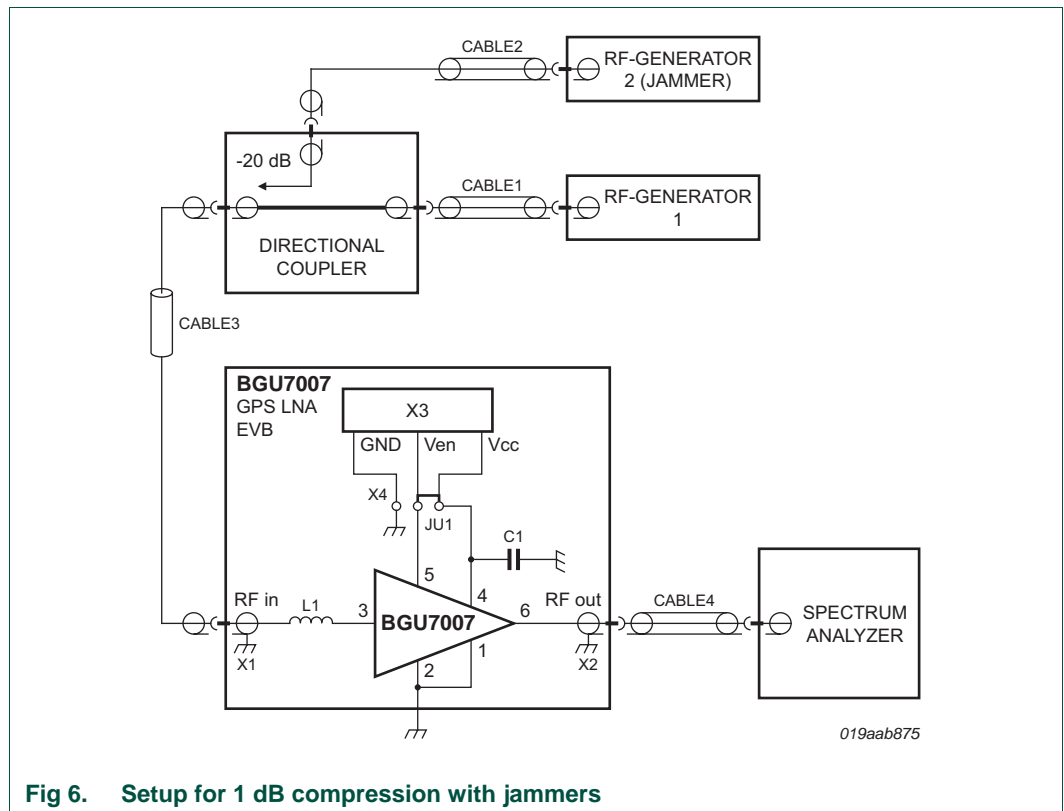 CABLE2
RF-GENERATOR
2 (JAMMER)
-20 dB
CABLE1
RF-GENERATOR
1
DIRECTIONAL
COUPLER
CABLE3
BGU7007
GPS LNA
EVB
X3
GND
Ven
Vcc
X4
JU1
C1
5
4
RF in
L1
3
BGU7007
6
RF out
CABLE4
SPECTRUM
ANALYZER
X1
2
1
X2
019aab875
Fig 6. Setup for 1 dB compression with jammers